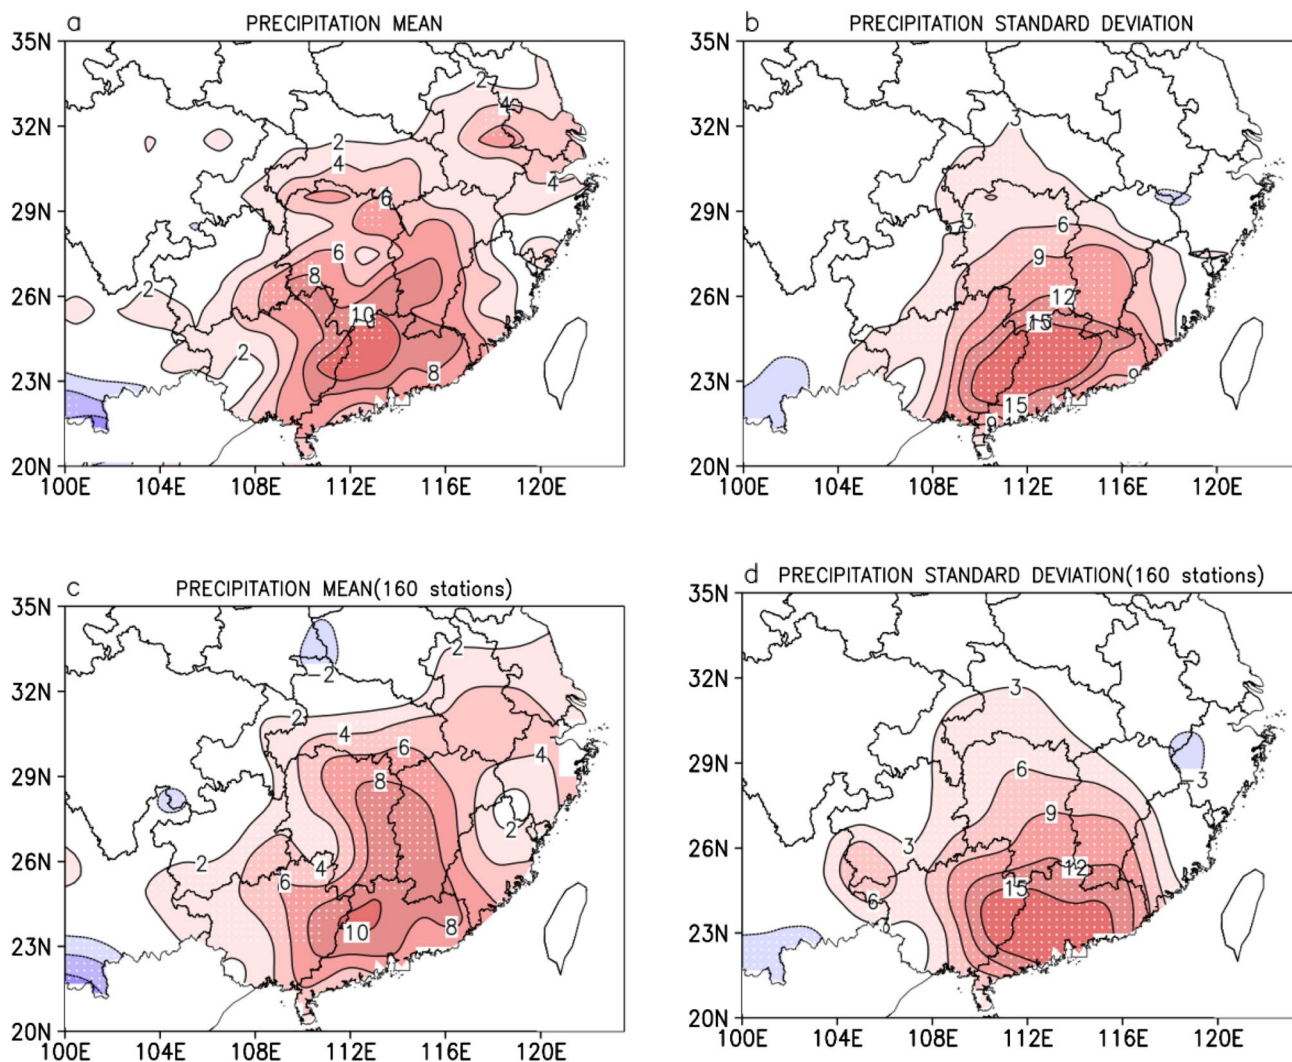 a PRECIPITATION MEAN
35N
32N
29N
26N
23N
20N
100E 104E 108E 112E 116E 120E
2
4
2
4
4
6
6
2
8
10
2
8
b PRECIPITATION STANDARD DEVIATION
35N
32N
29N
26N
23N
20N
100E 104E 108E 112E 116E 120E
3
3
6
9
12
15
9
15
9
c PRECIPITATION MEAN(160 stations)
35N
32N
29N
26N
23N
20N
100E 104E 108E 112E 116E 120E
2
-2
2
4
6
4
8
2
2
4
6
10
8
d PRECIPITATION STANDARD DEVIATION(160 stations)
35N
32N
29N
26N
23N
20N
100E 104E 108E 112E 116E 120E
3
6
-3
9
3
12
15
6
3